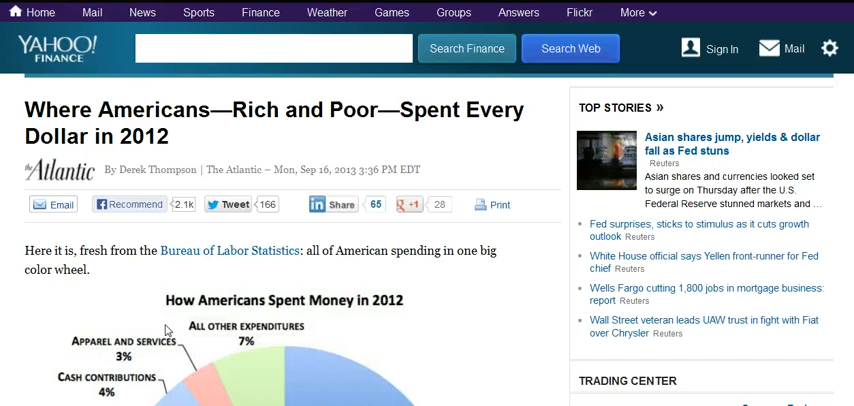 Home Mail News Sports Finance Weather Games Groups Answers Flickr More
YAHOO!
FINANCE
Search Finance
Search Web
Sign In
Mail
Where Americans—Rich and Poor—Spent Every
Dollar in 2012
the Atlantic
By Derek Thompson | The Atlantic – Mon, Sep 16, 2013 3:36 PM EDT
Email
Recommend 2.1k
Tweet 166
in Share 65
g+1 28
Print
Here it is, fresh from the Bureau of Labor Statistics: all of American spending in one big
color wheel.
How Americans Spent Money in 2012
ALL OTHER EXPENDITURES
7%
APPAREL AND SERVICES
3%
CASH CONTRIBUTIONS
4%
TOP STORIES »
Asian shares jump, yields & dollar
fall as Fed stuns
Reuters
Asian shares and currencies looked set
to surge on Thursday after the U.S.
Federal Reserve stunned markets and ...
Fed surprises, sticks to stimulus as it cuts growth
outlook Reuters
White House official says Yellen front-runner for Fed
chief Reuters
Wells Fargo cutting 1,800 jobs in mortgage business:
report Reuters
Wall Street veteran leads UAW trust in fight with Fiat
over Chrysler Reuters
TRADING CENTER